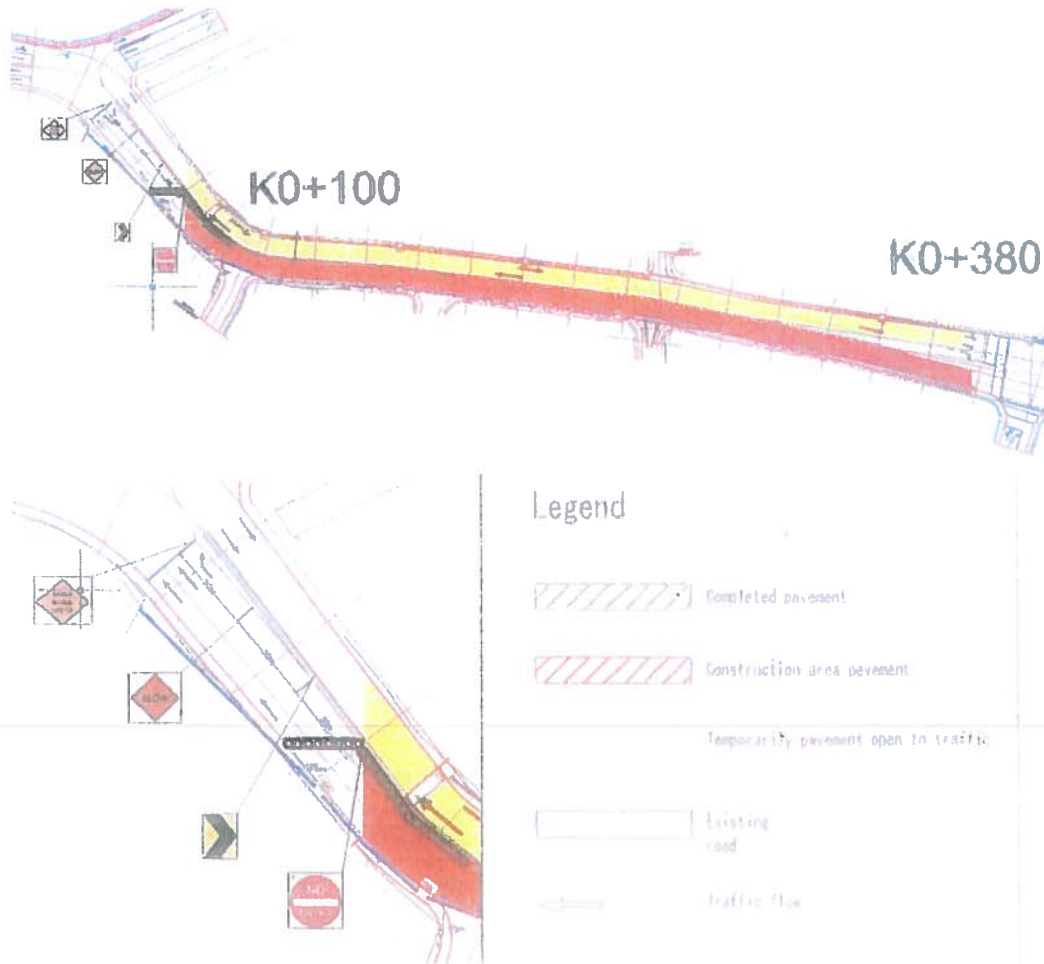 K0+100
K0+380
Legend
Completed pavement
Construction area pavement
Temporarily pavement open to traffic
SLOW
Existing
road
NO
Traffic flow